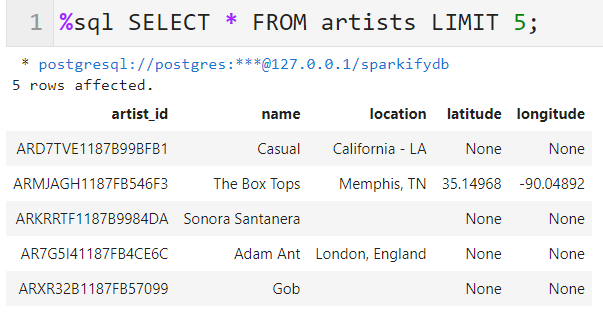 1 %sql SELECT * FROM artists LIMIT 5;
* postgresql://postgres:***@127.0.0.1/sparkifydb
5 rows affected.
artist_id name location latitude longitude
ARD7TVE1187B99BFB1 Casual California - LA None None
ARMJAGH1187FB546F3 The Box Tops Memphis, TN 35.14968 -90.04892
ARKRRTF1187B9984DA Sonora Santanera None None
AR7G5I41187FB4CE6C Adam Ant London, England None None
ARXR32B1187FB57099 Gob None None